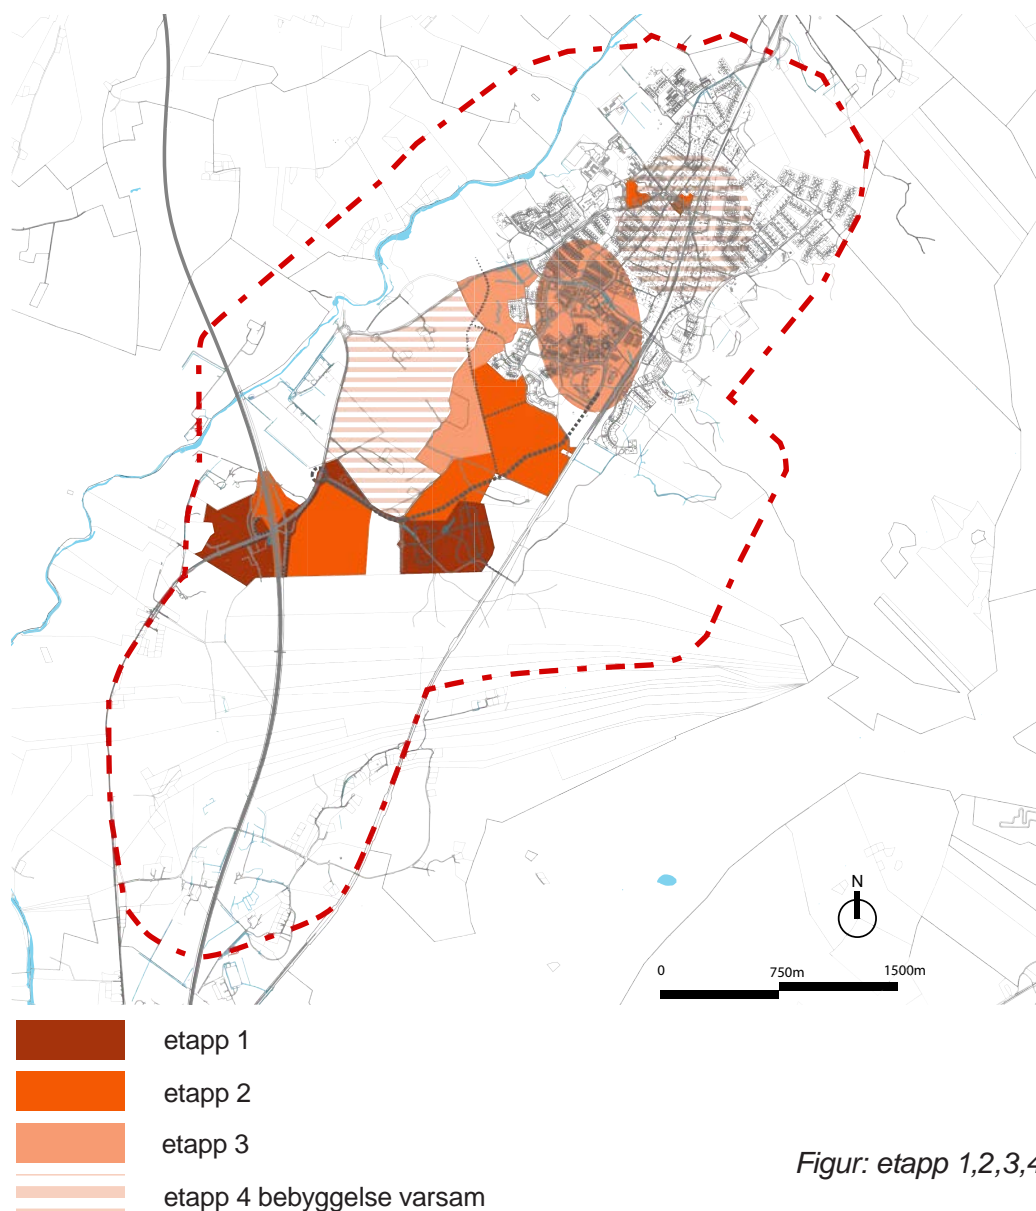 N
0 750m 1500m
etapp 1
etapp 2
etapp 3
Figur: etapp 1,2,3,4
etapp 4 bebyggelse varsam